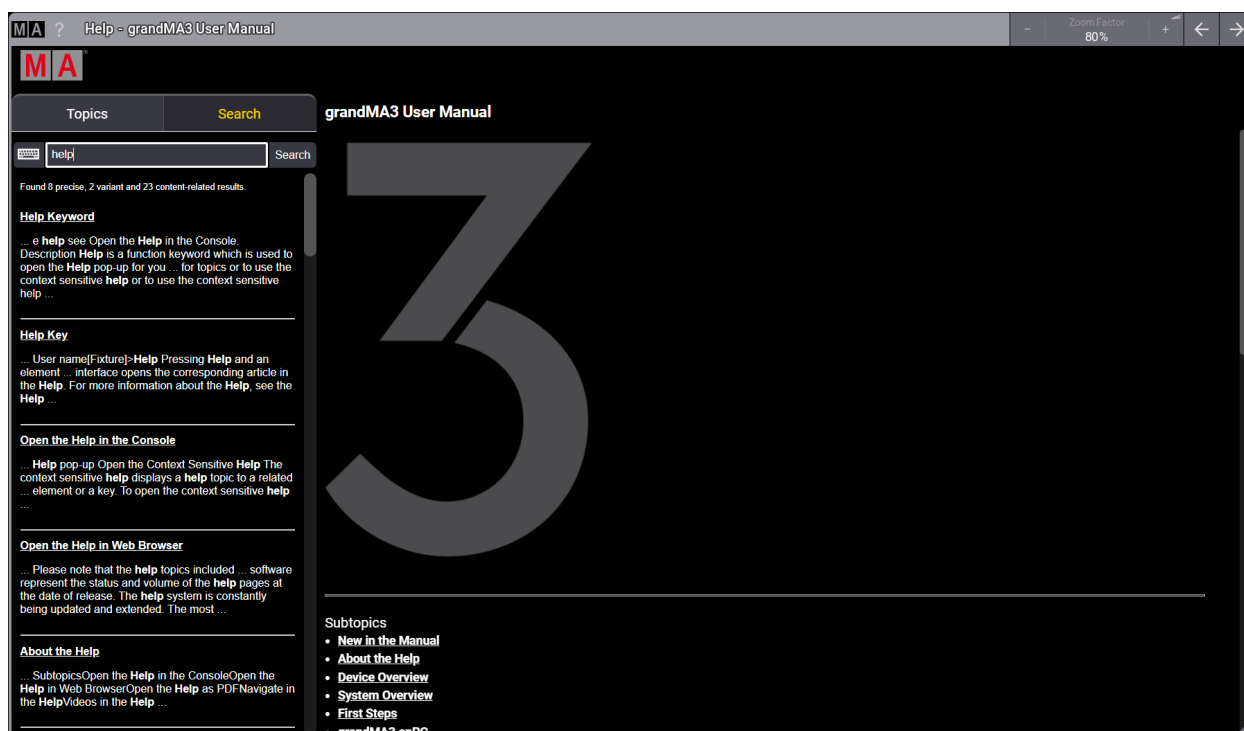 MA ? Help - grandMA3 User Manual
- Zoom Factor +
80%
MA®
Topics
Search
help
Search
Found 8 precise, 2 variant and 23 content-related results.
Help Keyword
... e help see Open the Help in the Console.
Description Help is a function keyword which is used to
open the Help pop-up for you ... for topics or to use the
context sensitive help or to use the context sensitive
help ...
Help Key
... User name[Fixture]>Help Pressing Help and an
element ... interface opens the corresponding article in
the Help. For more information about the Help, see the
Help ...
Open the Help in the Console
... Help pop-up Open the Context Sensitive Help The
context sensitive help displays a help topic to a related
... element or a key. To open the context sensitive help
...
Open the Help in Web Browser
... Please note that the help topics included ... software
represent the status and volume of the help pages at
the date of release. The help system is constantly
being updated and extended. The most ...
About the Help
... SubtopicsOpen the Help in the ConsoleOpen the
Help in Web BrowserOpen the Help as PDFNavigate in
the HelpVideos in the Help ...
grandMA3 User Manual
3
Subtopics
• New in the Manual
• About the Help
• Device Overview
• System Overview
• First Steps
• grandMA3 onPC